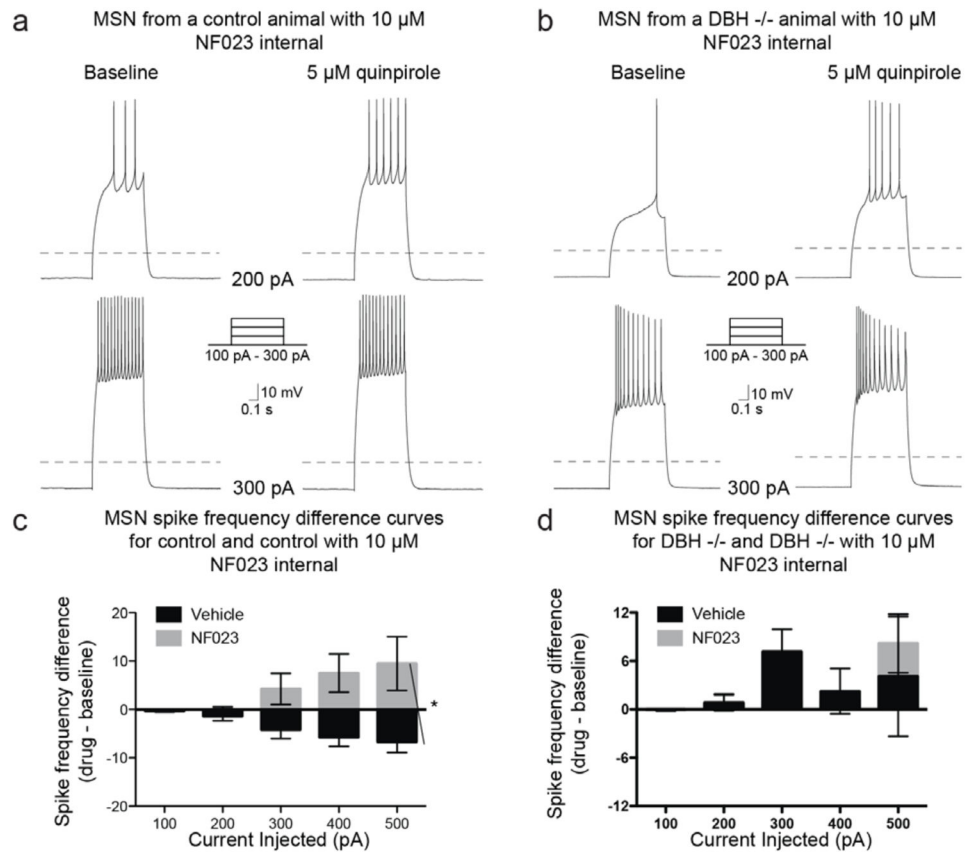 a
MSN from a control animal with 10 µM
NF023 internal
Baseline
5 µM quinpirole
200 pA
100 pA - 300 pA
10 mV
0.1 s
300 pA
b
MSN from a DBH -/- animal with 10 µM
NF023 internal
Baseline
5 µM quinpirole
200 pA
100 pA - 300 pA
10 mV
0.1 s
300 pA
c
MSN spike frequency difference curves
for control and control with 10 µM
NF023 internal
Vehicle
NF023
Spike frequency difference
(drug - baseline)
20
10
0
-10
-20
*
100 200 300 400 500
Current Injected (pA)
d
MSN spike frequency difference curves
for DBH -/- and DBH -/- with 10 µM
NF023 internal
Vehicle
NF023
Spike frequency difference
(drug - baseline)
12
6
0
-6
-12
100 200 300 400 500
Current Injected (pA)